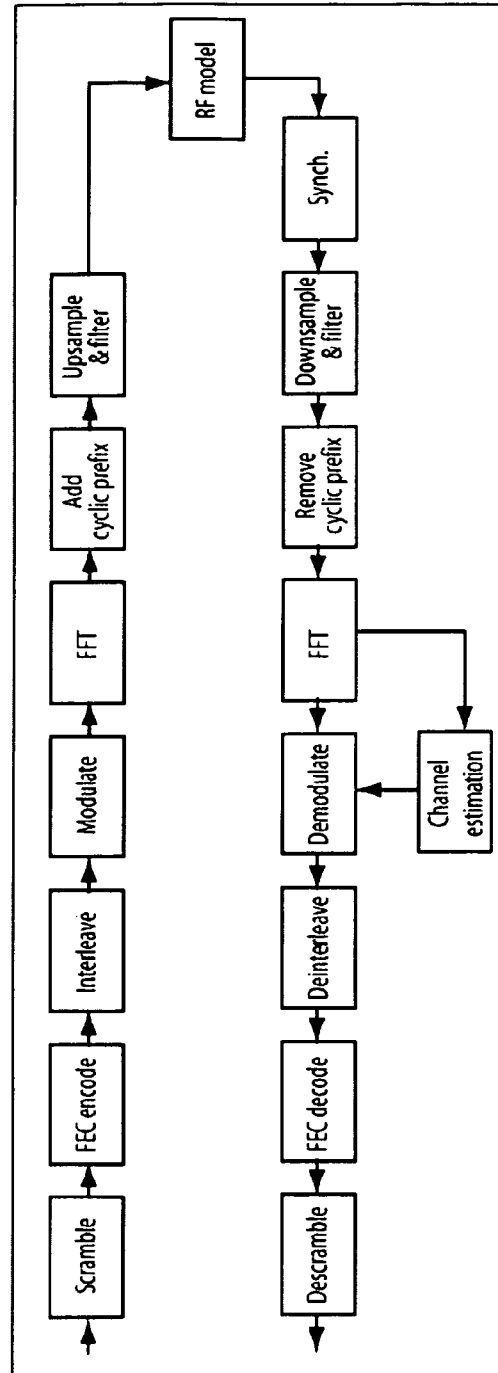 Scramble
FEC encode
Interleave
Modulate
FFT
Add
cyclic prefix
Upsample
& filter
RF model
Synch.
Downsample
& filter
Remove
cyclic prefix
FFT
Channel
estimation
Demodulate
Deinterleave
FEC decode
Descramble